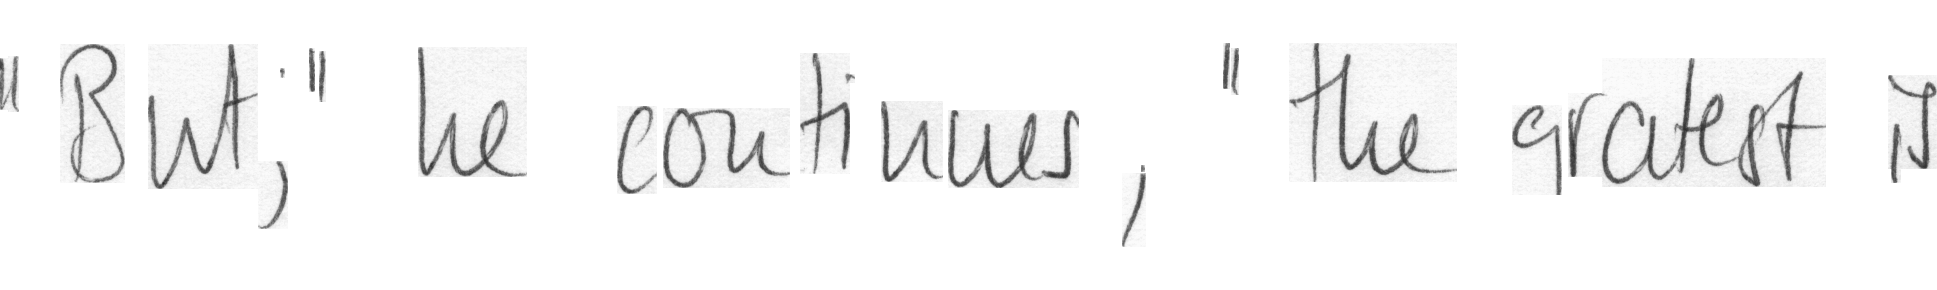 "But," he continues, "the gratest is